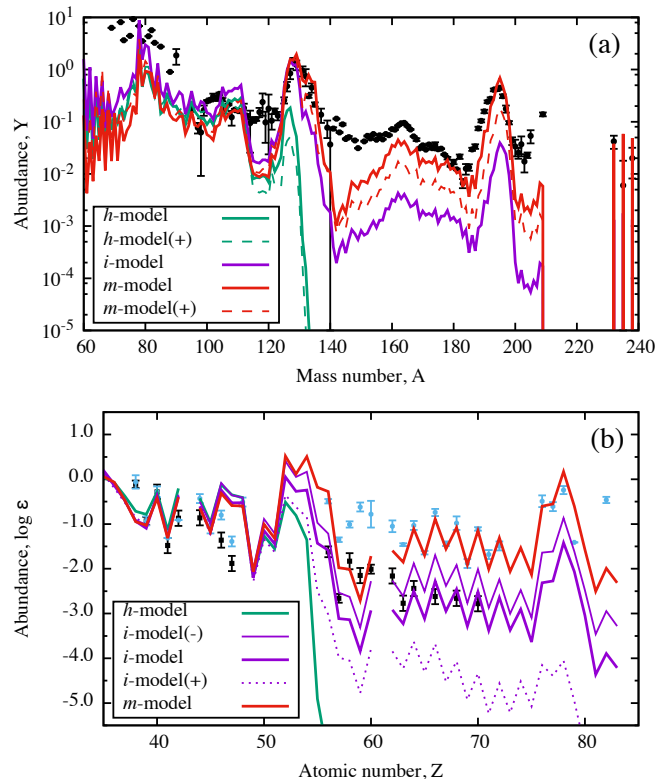 (a)
10^1
10^0
10^-1
10^-2
10^-3
10^-4
10^-5
Abundance, Y
h-model
h-model(+)
i-model
m-model
m-model(+)
60 80 100 120 140 160 180 200 220 240
Mass number, A
(b)
1.0
0.0
-1.0
-2.0
-3.0
-4.0
-5.0
Abundance, log ε
h-model
i-model(-)
i-model
i-model(+)
m-model
40 50 60 70 80
Atomic number, Z